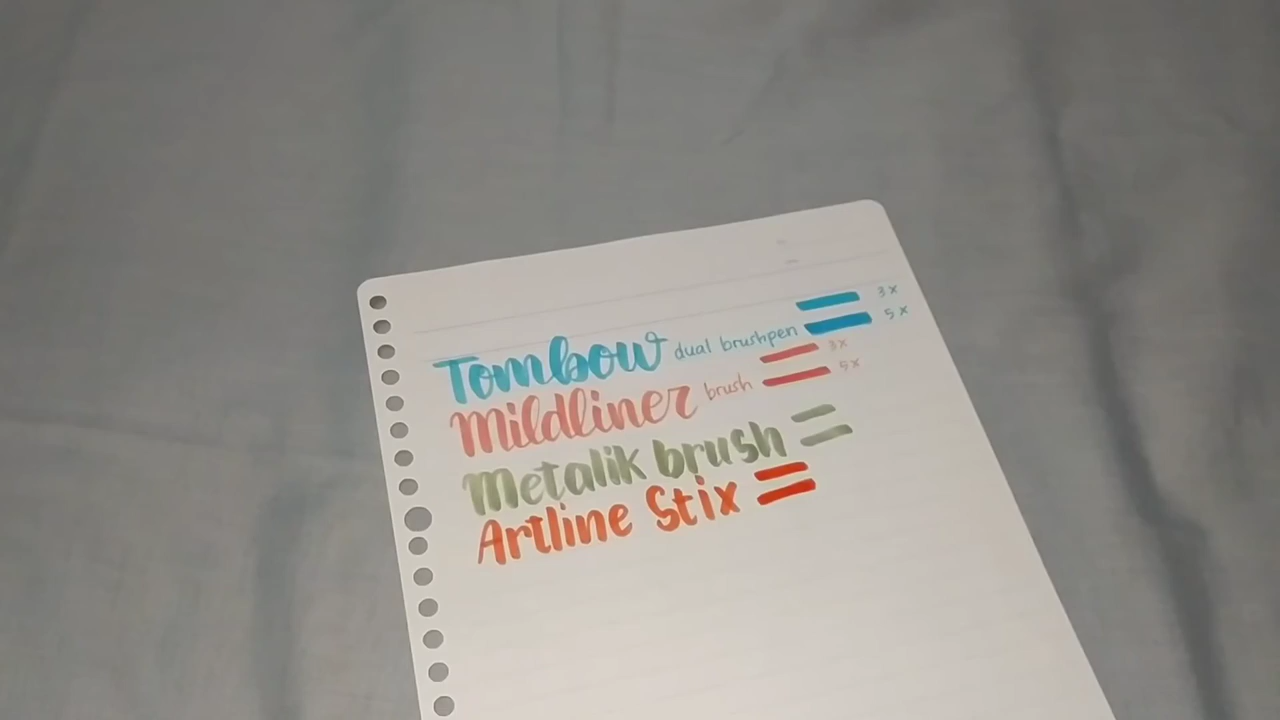 Tombow dual brushpen 3x
5x
Mildliner brush 3x
5x
Metalik brush
Artline Stix